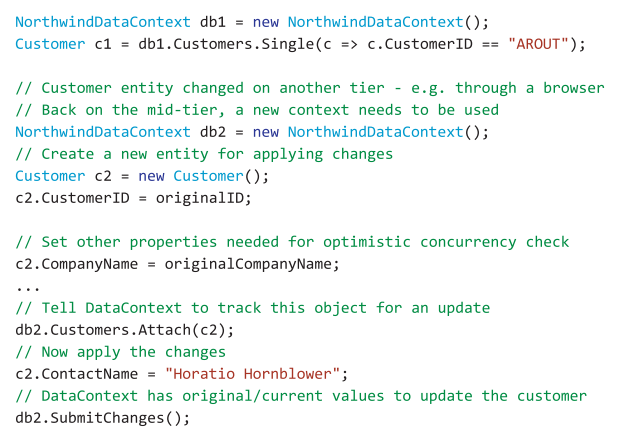 NorthwindDataContext db1 = new NorthwindDataContext();
Customer c1 = db1.Customers.Single(c => c.CustomerID == "AROUT");
// Customer entity changed on another tier - e.g. through a browser
// Back on the mid-tier, a new context needs to be used
NorthwindDataContext db2 = new NorthwindDataContext();
// Create a new entity for applying changes
Customer c2 = new Customer();
c2.CustomerID = originalID;
// Set other properties needed for optimistic concurrency check
c2.CompanyName = originalCompanyName;
...
// Tell DataContext to track this object for an update
db2.Customers.Attach(c2);
// Now apply the changes
c2.ContactName = "Horatio Hornblower";
// DataContext has original/current values to update the customer
db2.SubmitChanges();